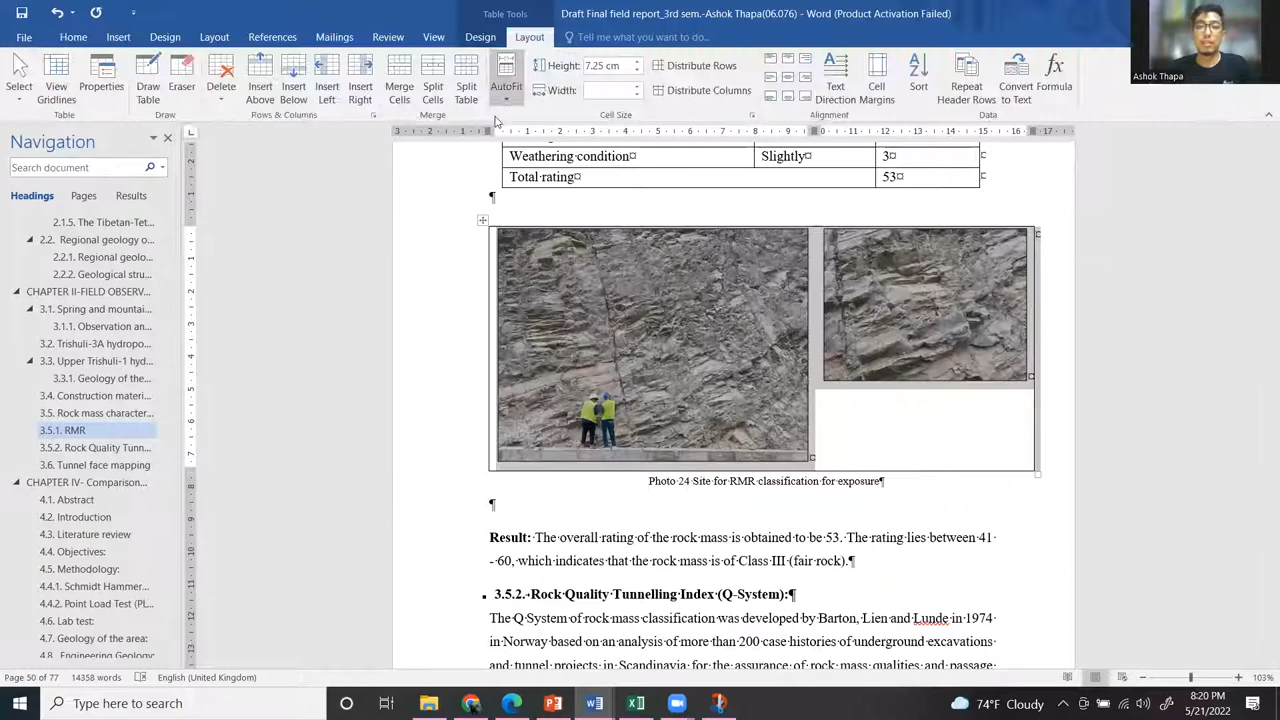 Table Tools
Draft Final field report_3rd sem.-Ashok Thapa(06.076) - Word (Product Activation Failed)
File Home Insert Design Layout References Mailings Review View Design Layout Tell me what you want to do...
Select View Gridlines Properties Draw Table Eraser Delete Insert Above Insert Below Insert Left Insert Right Merge Cells Split Cells Split Table AutoFit Height: 7.25 cm Width: Distribute Rows Distribute Columns Text Direction Cell Margins Sort Repeat Header Rows Convert to Text Formula
Table Draw Rows & Columns Merge Cell Size Alignment Data
Ashok Thapa
Navigation
Search document
Headings Pages Results
2.1.5. The Tibetan-Tet...
2.2. Regional geology o...
2.2.1. Regional geolo...
2.2.2. Geological stru...
CHAPTER II-FIELD OBSERV...
3.1. Spring and mountai...
3.1.1. Observation an...
3.2. Trishuli-3A hydropo...
3.3. Upper Trishuli-1 hyd...
3.3.1. Geology of the...
3.4. Construction materi...
3.5. Rock mass character...
3.5.1. RMR
3.5.2. Rock Quality Tunn...
3.6. Tunnel face mapping
CHAPTER IV- Comparison...
4.1. Abstract
4.2. Introduction
4.3. Literature review
4.4. Objectives:
4.5. Methodology:
4.4.1. Schmidt Hammer...
4.4.2. Point Load Test (PL...
4.6. Lab test:
4.7. Geology of the area:
4.8. Engineering Geology:
Weathering condition¤ Slightly¤ 3¤
Total rating¤ 53¤
Photo 24 Site for RMR classification for exposure¶
Result: The overall rating of the rock mass is obtained to be 53. The rating lies between 41
- 60, which indicates that the rock mass is of Class III (fair rock).¶
3.5.2. Rock Quality Tunnelling Index (Q-System):¶
The Q System of rock mass classification was developed by Barton, Lien and Lunde in 1974
in Norway based on an analysis of more than 200 case histories of underground excavations
and tunnel projects in Scandinavia for the assurance of rock mass qualities and passage
Page 50 of 77 14358 words English (United Kingdom) 103%
Type here to search
74°F Cloudy
8:20 PM
5/21/2022